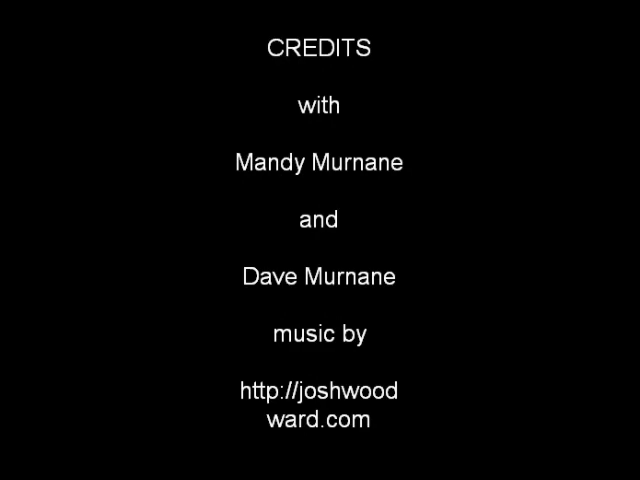 CREDITS
with
Mandy Murnane
and
Dave Murnane
music by
http://joshwood
ward.com